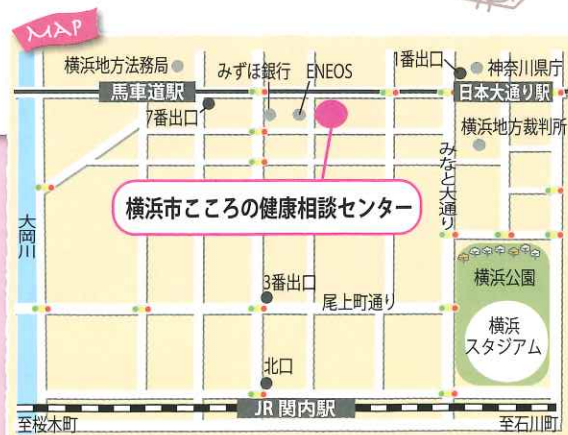 MAP
1番出口
横浜地方法務局
みずほ銀行
ENEOS
神奈川県庁
馬車道駅
日本大通り駅
7番出口
横浜地方裁判所
みなと大通り
横浜市こころの健康相談センター
大岡川
横浜公園
3番出口
尾上町通り
横浜
スタジアム
北口
JR 関内駅
至桜木町
至石川町